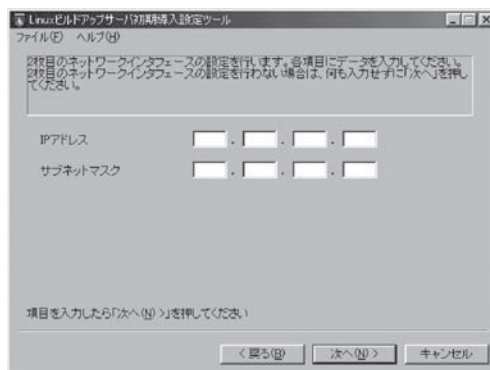 Linuxビルドアップサーバ初期導入設定ツール
ファイル(F) ヘルプ(H)
2枚目のネットワークインタフェースの設定を行います。各項目にデータを入力してください。
2枚目のネットワークインタフェースの設定を行わない場合は、何も入力せずに「次へ」を押し
てください。
IPアドレス . . .
サブネットマスク . . .
項目を入力したら「次へ(N) >」を押してください
< 戻る(B) 次へ(N) > キャンセル